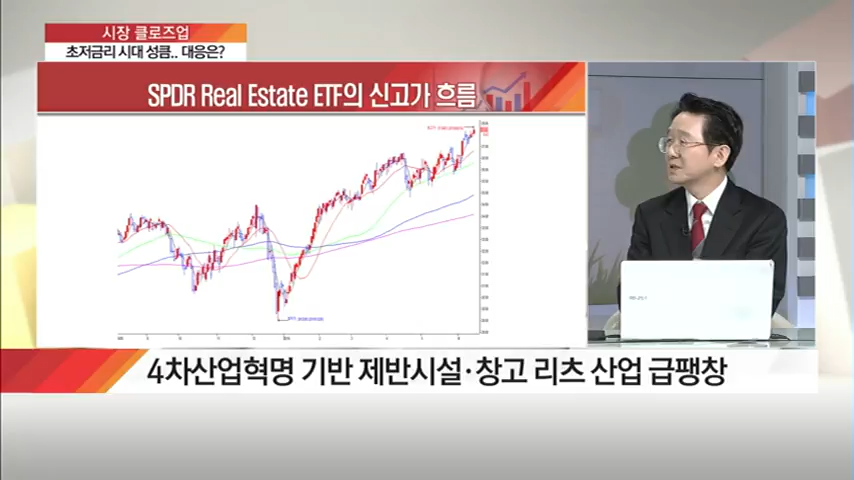 시장 클로즈업
초저금리 시대 성큼.. 대응은?
SPDR Real Estate ETF의 신고가 흐름
4차산업혁명 기반 제반시설·창고 리츠 산업 급팽창